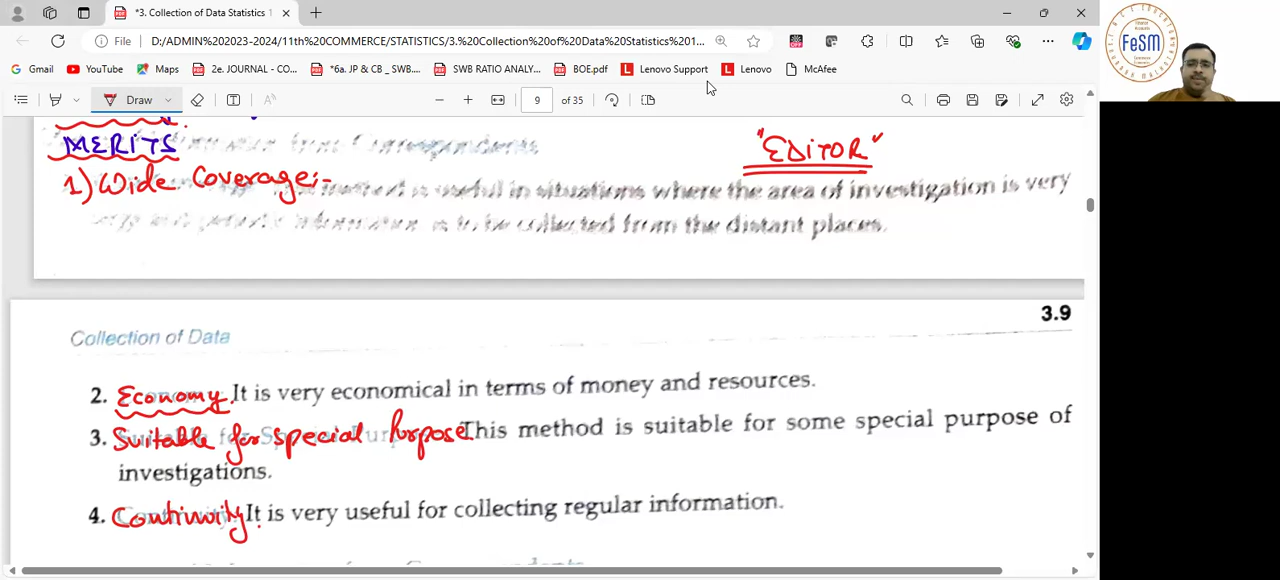 *3. Collection of Data Statistics 1
File D:/ADMIN%202023-2024/11th%20COMMERCE/STATISTICS/3.%20Collection%20of%20Data%20Statistics%201...
Gmail YouTube Maps 2e. JOURNAL - CO... *6a. JP & CB _ SWB.... SWB RATIO ANALY... BOE.pdf Lenovo Support Lenovo McAfee
Draw 9 of 35
FeSM
from Correspondents.
MERITS "EDITOR"
1) Wide Coverage:- method is useful in situations where the area of investigation is very
information is to be collected from the distant places.
3.9
Collection of Data
2. Economy. It is very economical in terms of money and resources.
3. Suitable for special Purpose. This method is suitable for some special purpose of
investigations.
4. Continuity. It is very useful for collecting regular information.